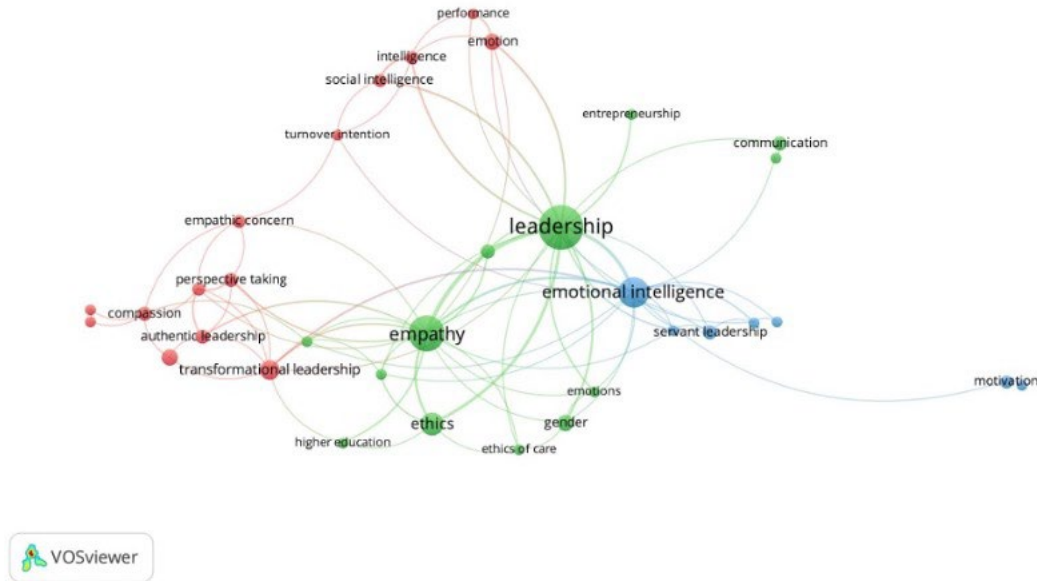 performance
emotion
intelligence
social intelligence
entrepreneurship
turnover intention
communication
empathic concern
leadership
perspective taking
emotional intelligence
compassion
servant leadership
authentic leadership
empathy
transformational leadership
motivation
emotions
ethics
gender
higher education
ethics of care
VOSviewer